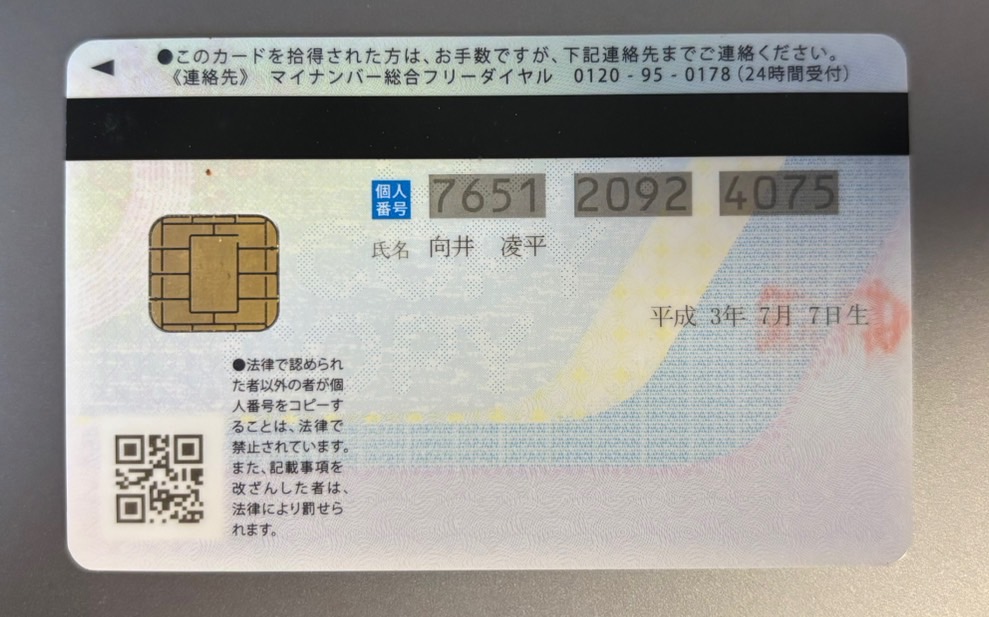 ●このカードを拾得された方は、お手数ですが、下記連絡先までご連絡ください。
《連絡先》 マイナンバー総合フリーダイヤル 0120 - 95 - 0178（24時間受付）
個人番号 7651 2092 4075
氏名 向井 凌平
平成 3年 7月 7日生
●法律で認められ
た者以外の者が個
人番号をコピーす
ることは、法律で
禁止されています。
また、記載事項を
改ざんした者は、
法律により罰せら
れます。